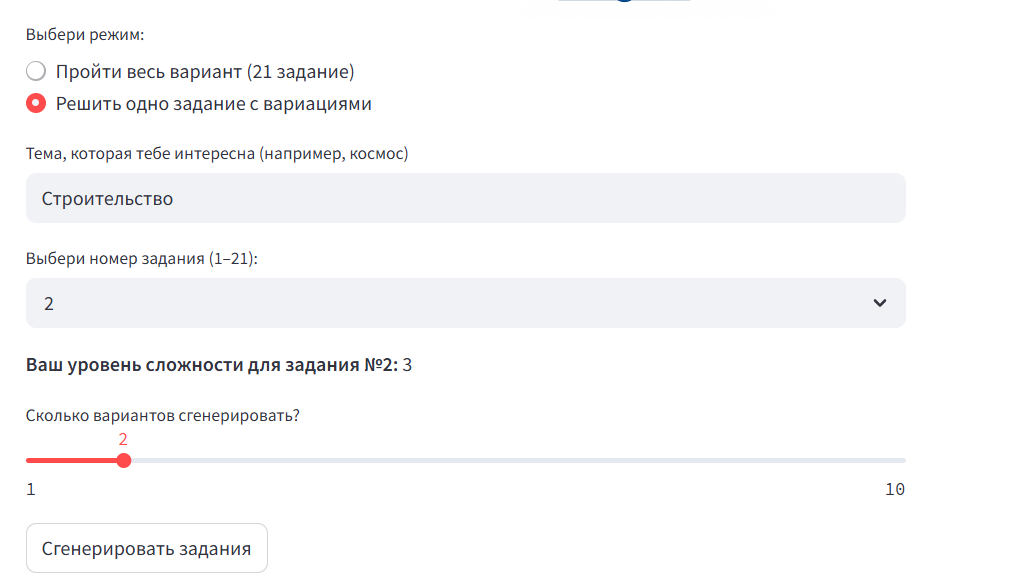 Выбери режим:
Пройти весь вариант (21 задание)
Решить одно задание с вариациями
Тема, которая тебе интересна (например, космос)
Строительство
Выбери номер задания (1–21):
2
Ваш уровень сложности для задания №2: 3
Сколько вариантов сгенерировать?
2
1 10
Сгенерировать задания